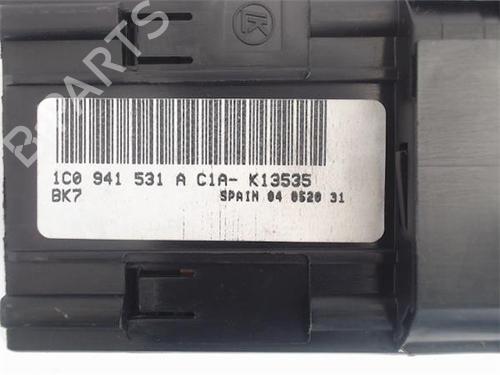 B-PARTS
1C0 941 531 A C1A- K13535
BK7 SPAIN 04 0520 31